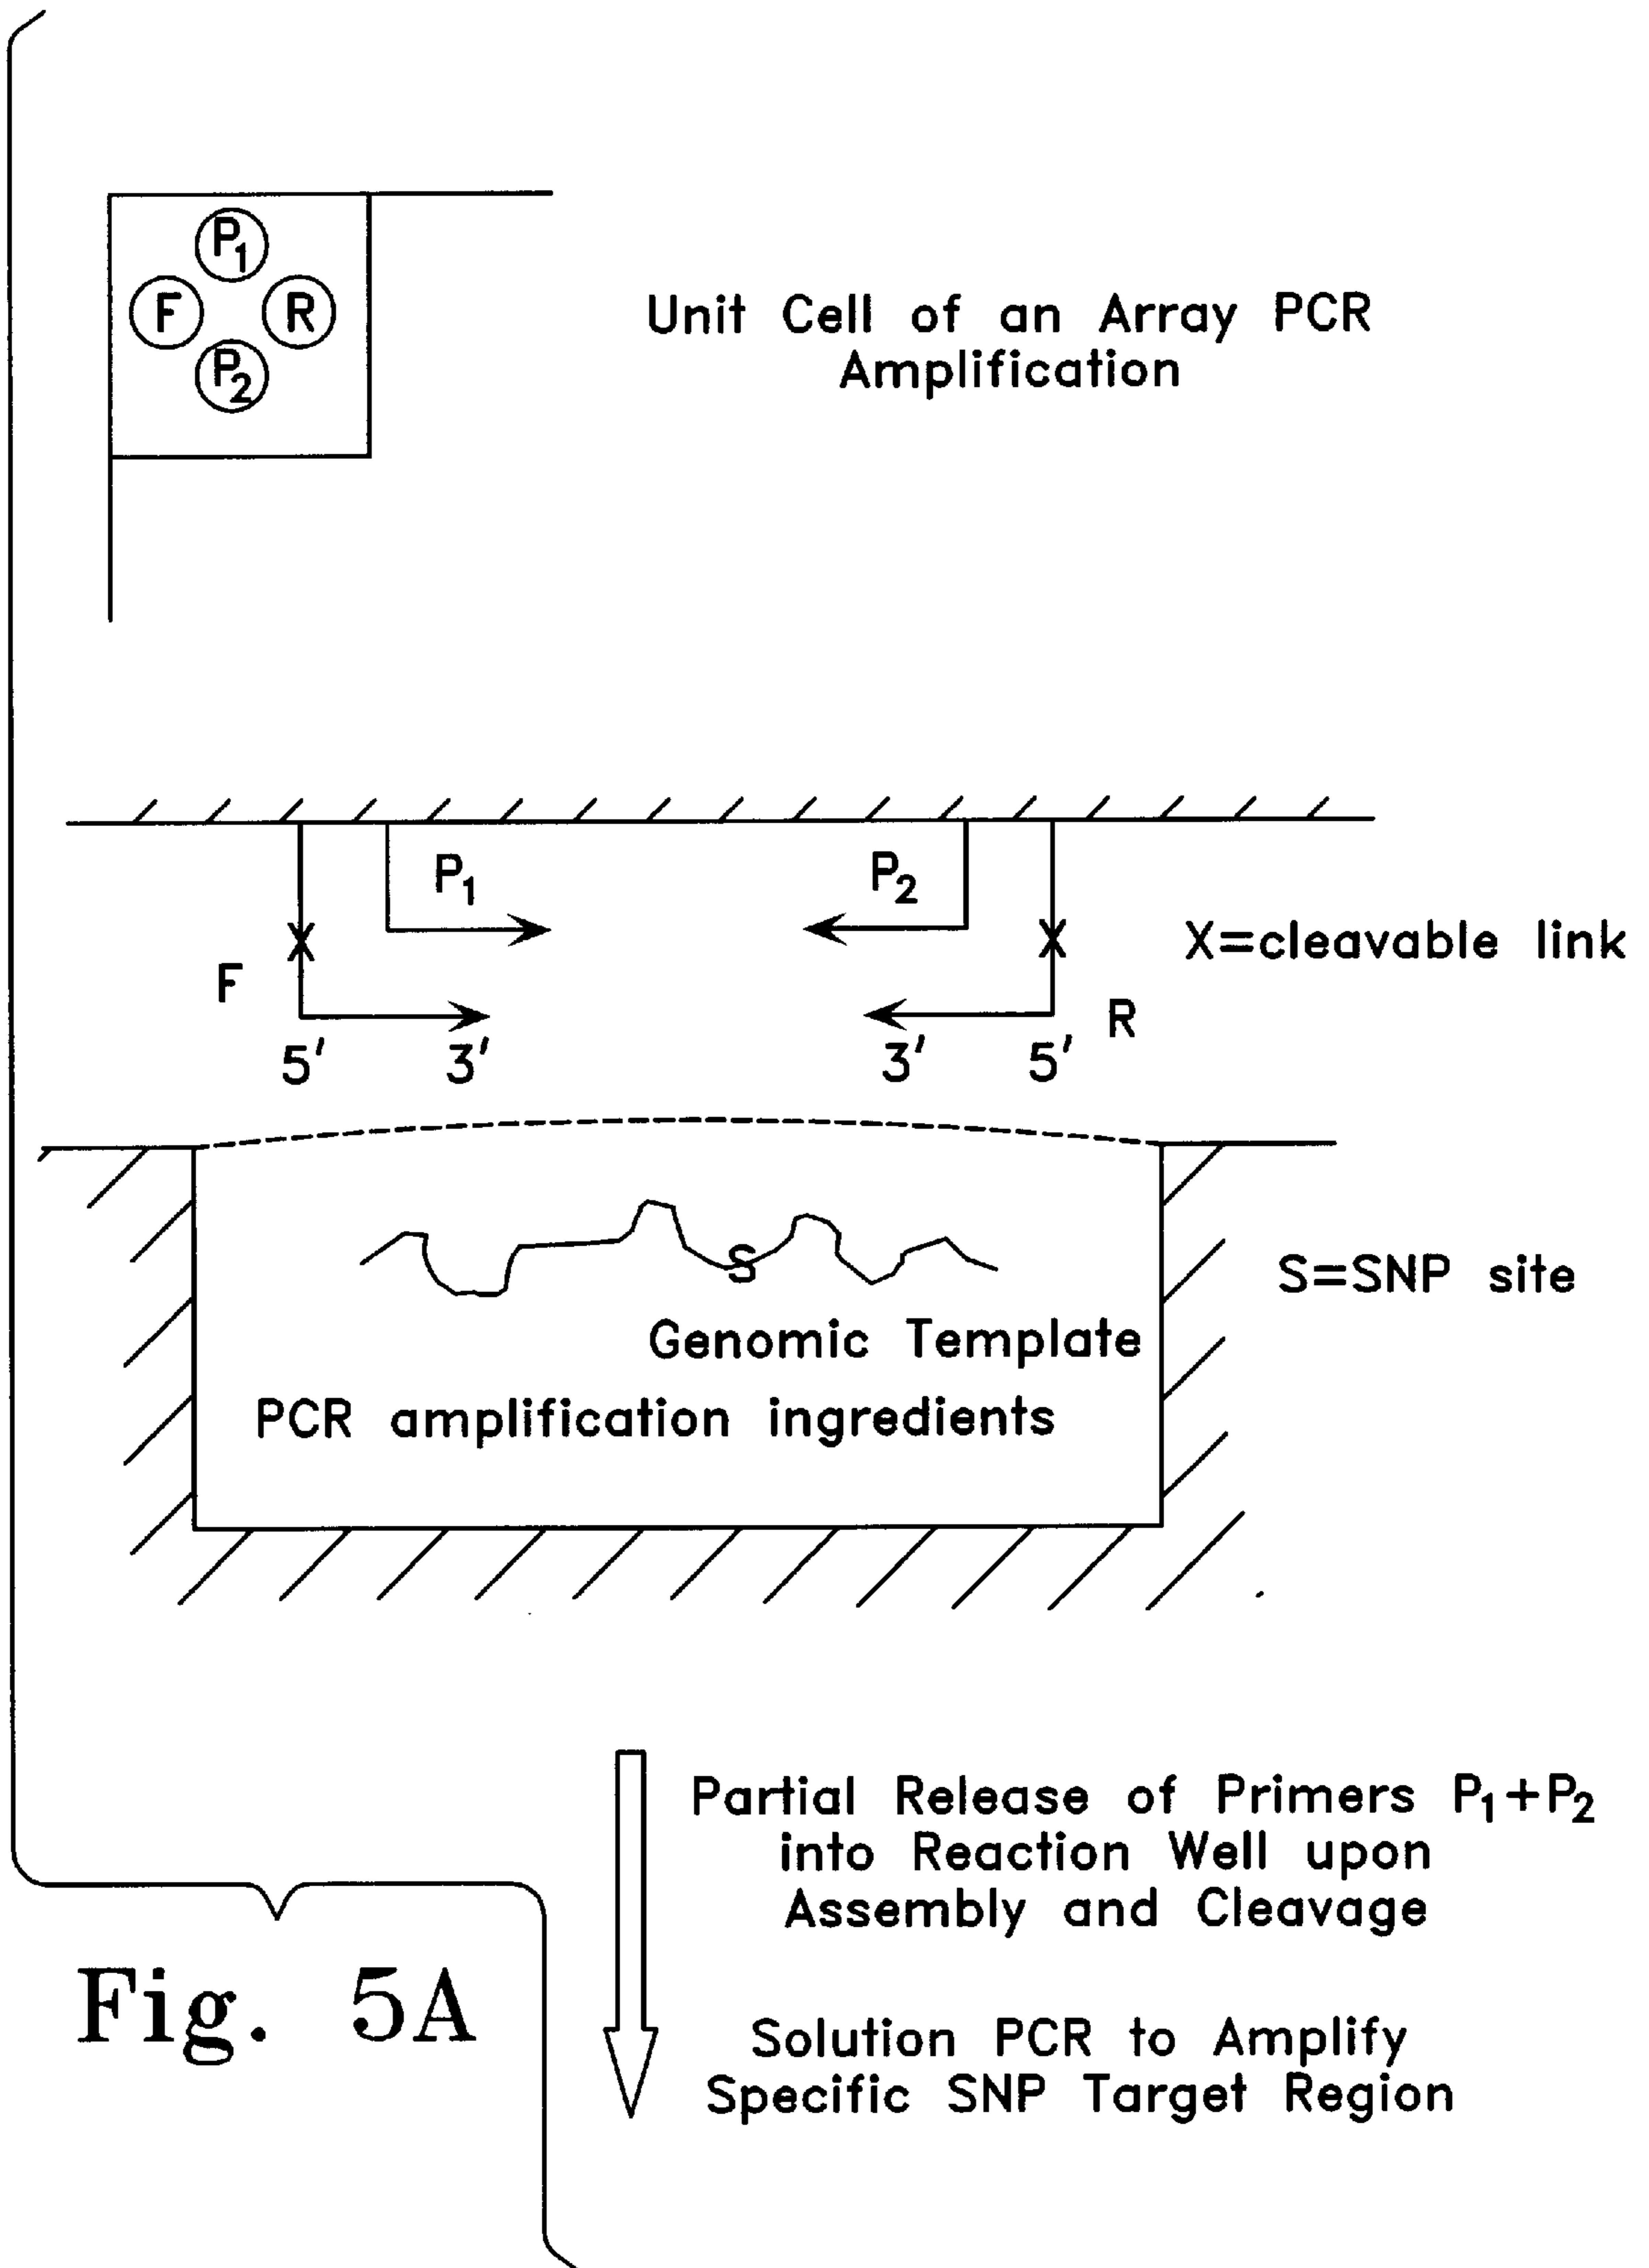 P₁
F R
P₂
Unit Cell of an Array PCR
Amplification
P₁ P₂
X X X=cleavable link
F R
5' 3' 3' 5'
S S=SNP site
Genomic Template
PCR amplification ingredients
Partial Release of Primers P₁+P₂
into Reaction Well upon
Assembly and Cleavage
Solution PCR to Amplify
Specific SNP Target Region
Fig. 5A